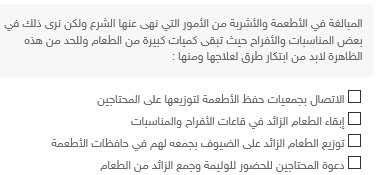 المبالغة في الأطعمة والأشربة من الأمور التي نهى عنها الشرع ولكن نرى ذلك في
بعض المناسبات والأفراح حيث تبقى كميات كبيرة من الطعام وللحد من هذه
الظاهرة لابد من ابتكار طرق لعلاجها ومنها :
الاتصال بجمعيات حفظ الأطعمة لتوزيعها على المحتاجين
إبقاء الطعام الزائد في قاعات الأفراح والمناسبات
توزيع الطعام الزائد على الضيوف بجمعه لهم في حافظات الأطعمة
دعوة المحتاجين للحضور للوليمة وجمع الزائد من الطعام